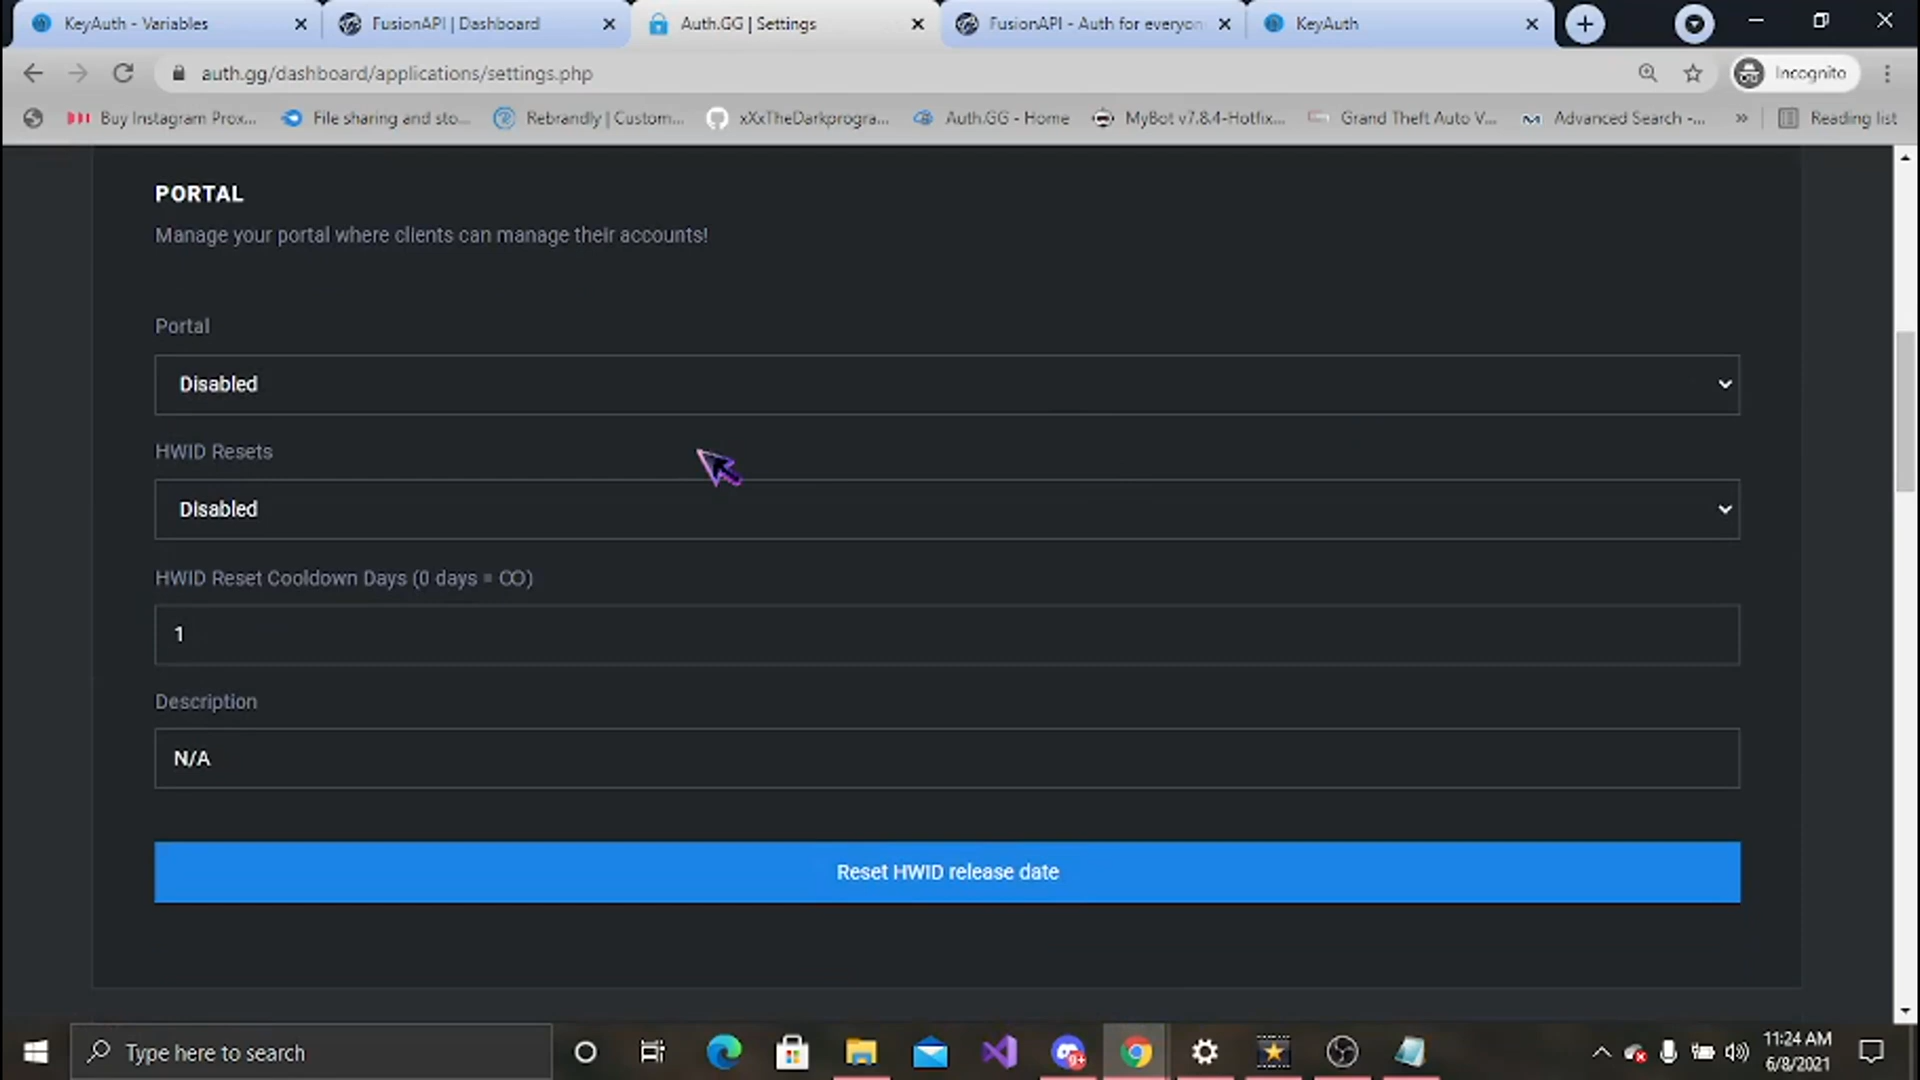 KeyAuth - Variables
FusionAPI | Dashboard
Auth.GG | Settings
FusionAPI - Auth for everyon
KeyAuth
auth.gg/dashboard/applications/settings.php
Incognito
Buy Instagram Prox...
File sharing and sto...
Rebrandly | Custom...
xXxTheDarkprogra...
Auth.GG - Home
MyBot v7.8.4-Hotfix...
Grand Theft Auto V...
Advanced Search -...
»
Reading list
PORTAL
Manage your portal where clients can manage their accounts!
Portal
Disabled
HWID Resets
Disabled
HWID Reset Cooldown Days (0 days = ꝏ)
1
Description
N/A
Reset HWID release date
Type here to search
9+
11:24 AM
6/8/2021